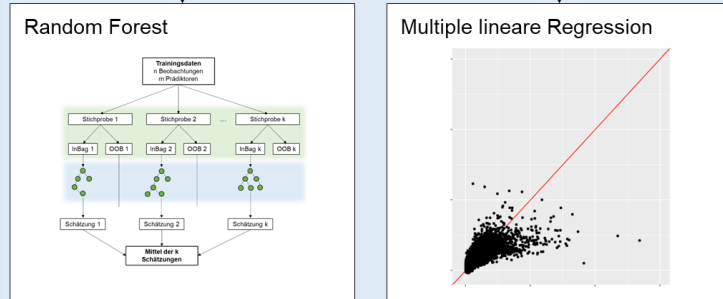 Random Forest
Trainingsdaten
n Beobachtungen
m Prädiktoren
Stichprobe 1
Stichprobe 2
...
Stichprobe k
InBag 1
OOB 1
InBag 2
OOB 2
InBag k
OOB k
Schätzung 1
Schätzung 2
Schätzung k
Mittel der k
Schätzungen
Multiple lineare Regression